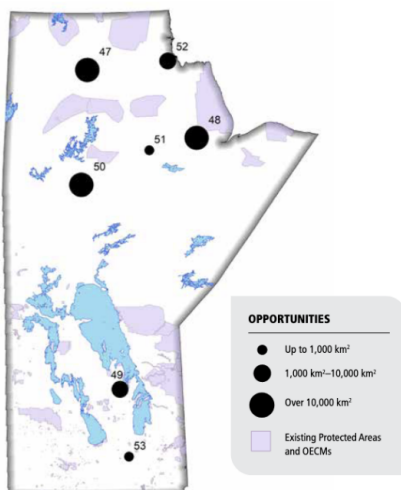 52
47
48
51
50
49
53
OPPORTUNITIES
Up to 1,000 km²
1,000 km²–10,000 km²
Over 10,000 km²
Existing Protected Areas
and OECMs